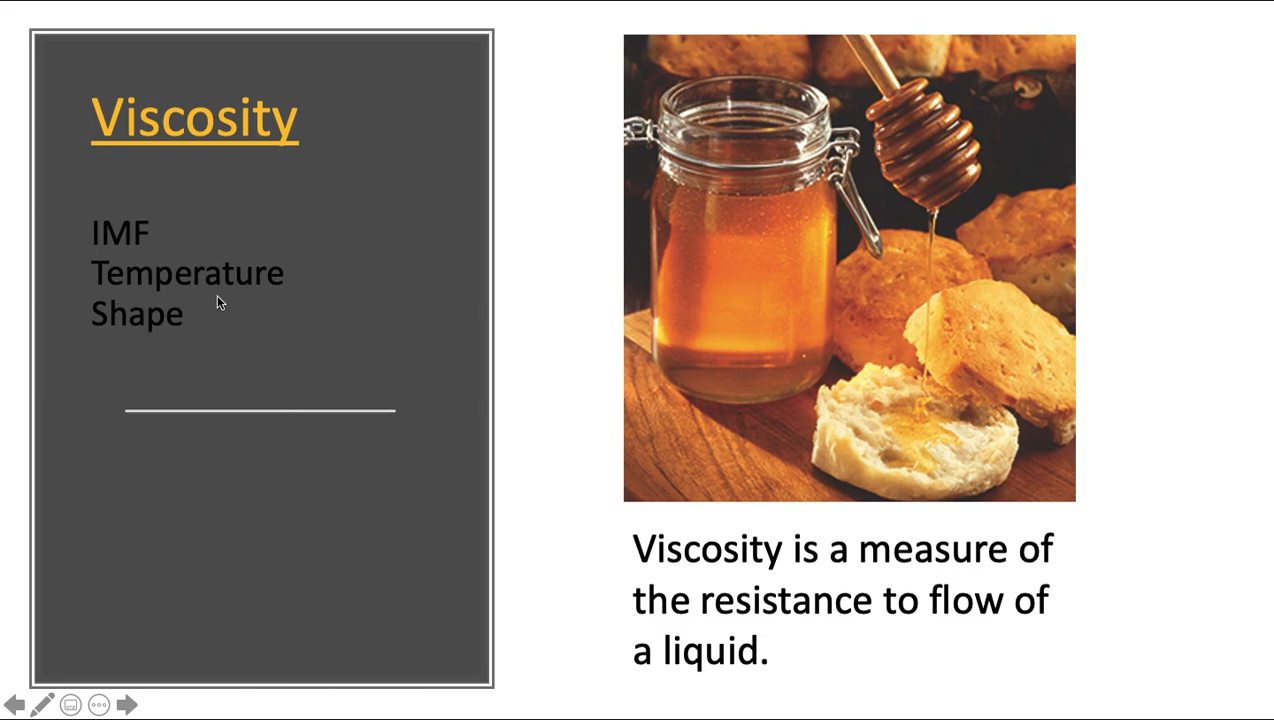 Viscosity
IMF
Temperature
Shape
Viscosity is a measure of
the resistance to flow of
a liquid.